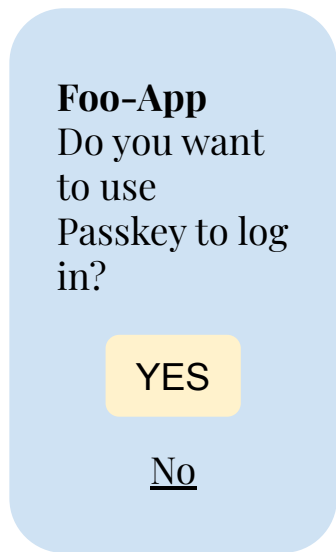 Foo-App
Do you want
to use
Passkey to log
in?
YES
No